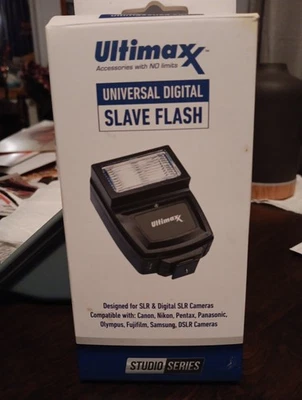 Ultimaxx™
Accessories with NO limits
UNIVERSAL DIGITAL
SLAVE FLASH
Ultimaxx
Designed for SLR & Digital SLR Cameras
Compatible with: Canon, Nikon, Pentax, Panasonic,
Olympus, Fujifilm, Samsung, DSLR Cameras
STUDIO SERIES